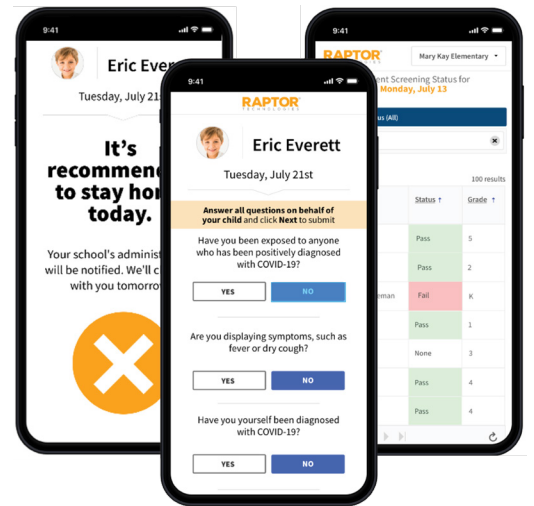 9:41
Eric Ever
Tuesday, July 21
It's
recommen
to stay ho
today.
Your school's administ
will be notified. We'll c
with you tomorro
9:41
RAPTOR
TECHNOLOGIES
Eric Everett
Tuesday, July 21st
Answer all questions on behalf of
your child and click Next to submit
Have you been exposed to anyone
who has been positively diagnosed
with COVID-19?
YES NO
Are you displaying symptoms, such as
fever or dry cough?
YES NO
Have you yourself been diagnosed
with COVID-19?
YES NO
9:41
RAPTOR
Mary Kay Elementary
ent Screening Status for
Monday, July 13
us (All)
100 results
Status ↑ Grade ↑
Pass 5
Pass 2
eman Fail K
Pass 1
None 3
Pass 4
Pass 4